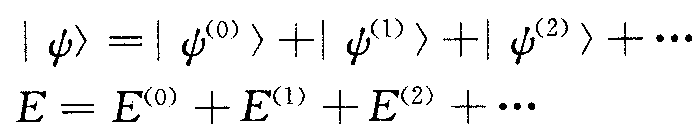 | ψ⟩ = | ψ⁽⁰⁾ ⟩ + | ψ⁽¹⁾ ⟩ + | ψ⁽²⁾ ⟩ + ⋯
E = E⁽⁰⁾ + E⁽¹⁾ + E⁽²⁾ + ⋯